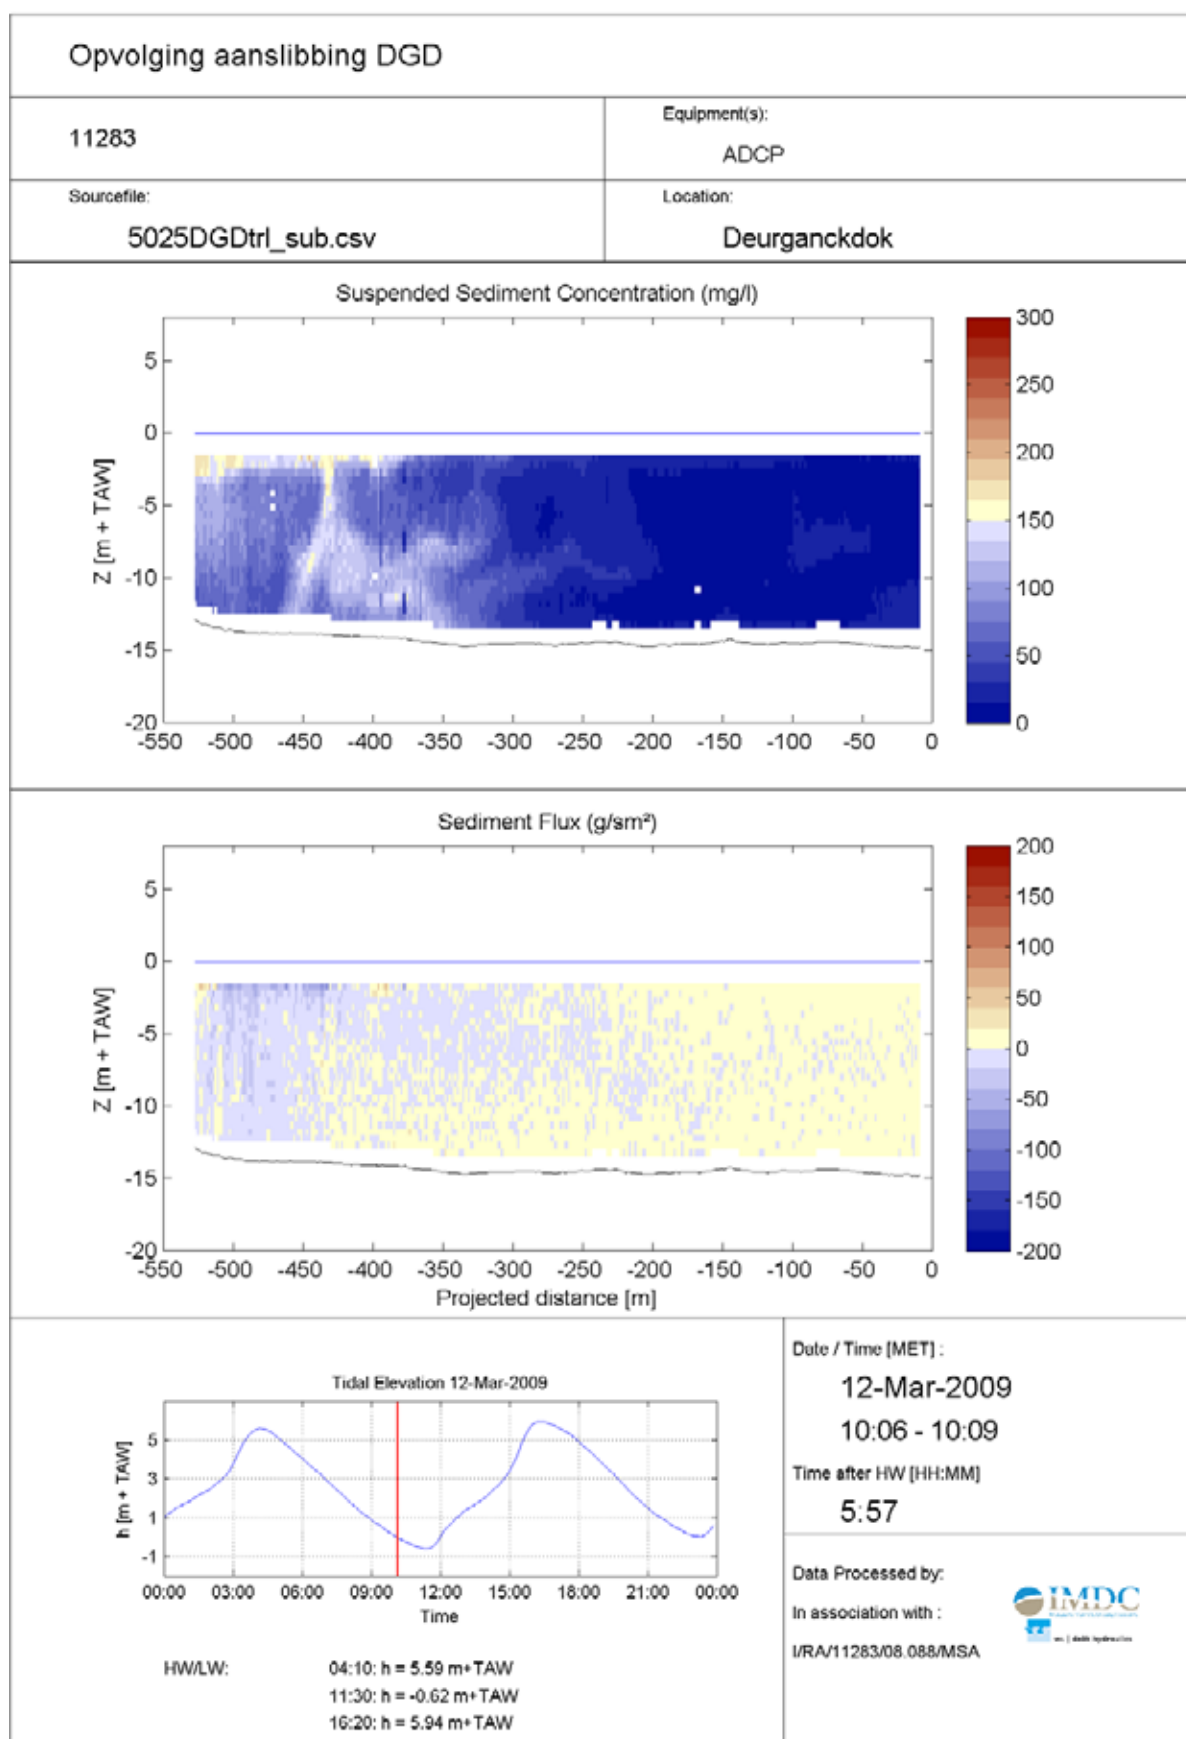 Opvolging aanslibbing DGD
11283
Equipment(s):
ADCP
Sourcefile:
5025DGDtrl_sub.csv
Location:
Deurganckdok
Suspended Sediment Concentration (mg/l)
Z [m + TAW]
5
0
-5
-10
-15
-20
-550 -500 -450 -400 -350 -300 -250 -200 -150 -100 -50 0
300
250
200
150
100
50
0
Sediment Flux (g/sm²)
Z [m + TAW]
5
0
-5
-10
-15
-20
-550 -500 -450 -400 -350 -300 -250 -200 -150 -100 -50 0
Projected distance [m]
200
150
100
50
0
-50
-100
-150
-200
Tidal Elevation 12-Mar-2009
h [m + TAW]
5
3
1
-1
00:00 03:00 06:00 09:00 12:00 15:00 18:00 21:00 00:00
Time
HW/LW: 04:10: h = 5.59 m+TAW
11:30: h = -0.62 m+TAW
16:20: h = 5.94 m+TAW
Date / Time [MET] :
12-Mar-2009
10:06 - 10:09
Time after HW [HH:MM]
5:57
Data Processed by:
IMDC
In association with :
I/RA/11283/08.088/MSA